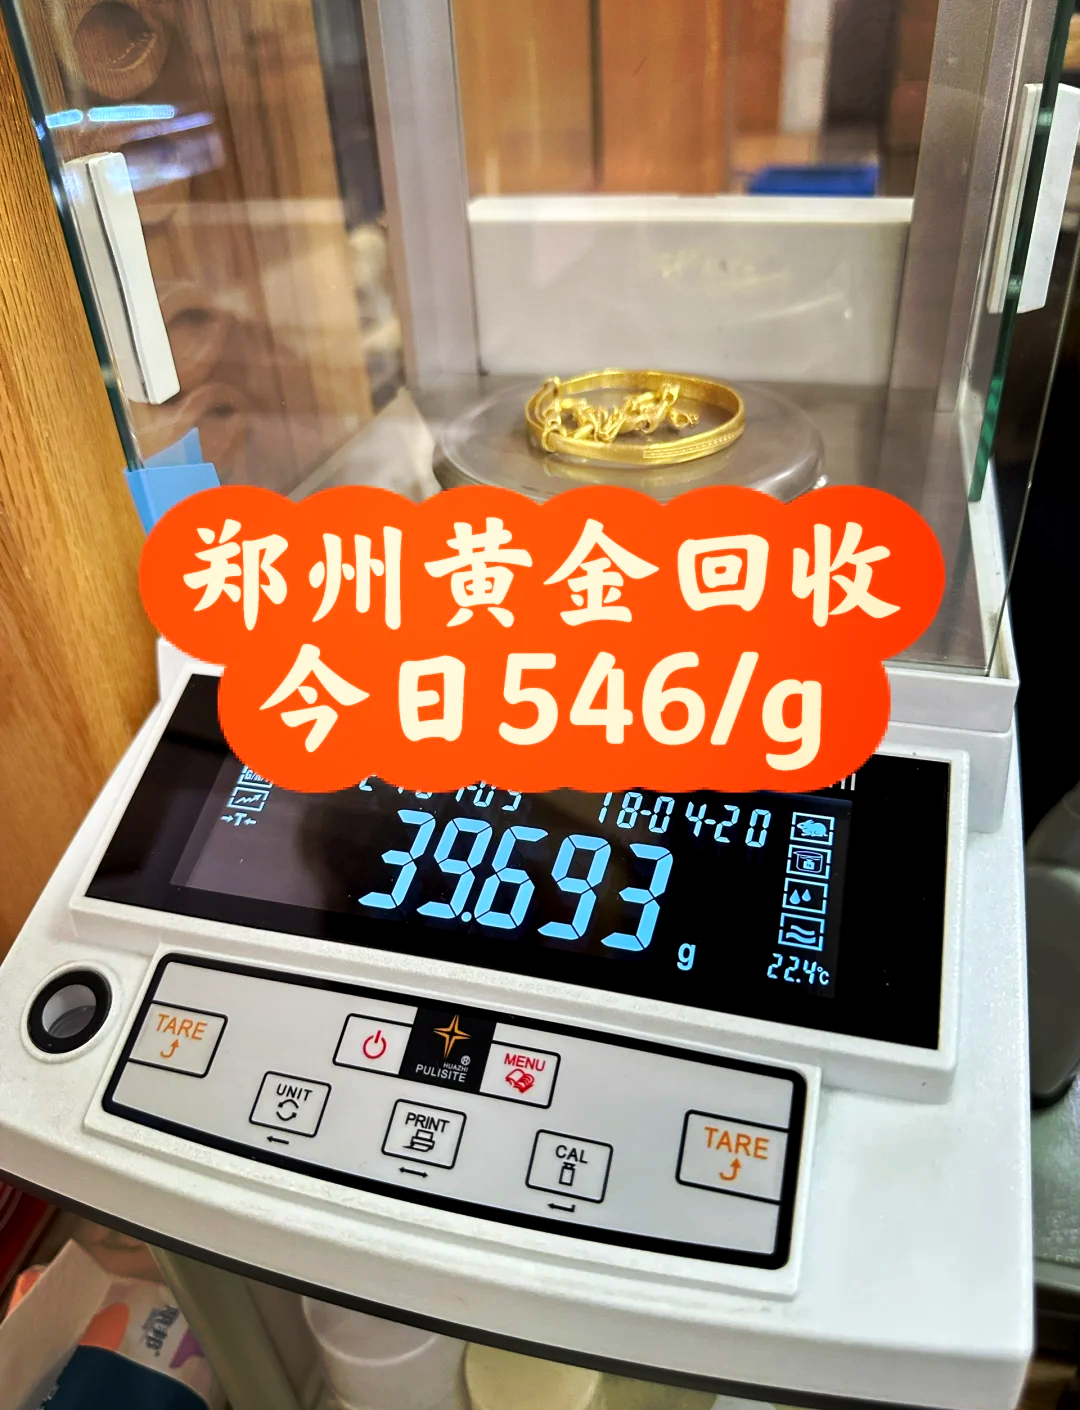 郑州黄金回收
今日546/g
18-04-20
39.693
g
22.4℃
TARE
HUAZHI
PULISITE
MENU
UNIT
PRINT
CAL
TARE